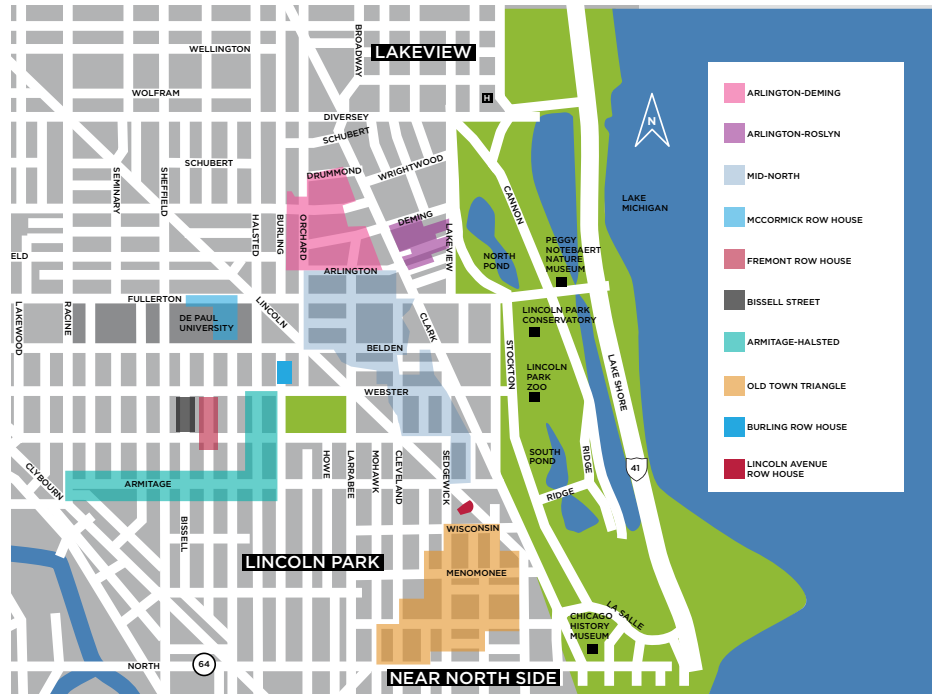 BROADWAY
WELLINGTON
LAKEVIEW
WOLFRAM
H
DIVERSEY
SCHUBERT
SCHUBERT
DRUMMOND
WRIGHTWOOD
SEMINARY
SHEFFIELD
CANNON
HALSTED
BURLING
ORCHARD
DEMING
LAKEVIEW
ELD
ARLINGTON
NORTH
POND
PEGGY
NOTEBAERT
NATURE
MUSEUM
LAKE
MICHIGAN
N
LAKEWOOD
RACINE
FULLERTON
DE PAUL
UNIVERSITY
LINCOLN
CLARK
BELDEN
LINCOLN PARK
CONSERVATORY
STOCKTON
LAKE SHORE
LINCOLN
PARK
ZOO
WEBSTER
CLYBOURN
ARMITAGE
HOWE
LARRABEE
MOHAWK
CLEVELAND
SEDGEWICK
SOUTH
POND
RIDGE
RIDGE
41
BISSELL
WISCONSIN
LINCOLN PARK
MENOMONEE
LA SALLE
CHICAGO
HISTORY
MUSEUM
NORTH
64
NEAR NORTH SIDE
ARLINGTON-DEMING
ARLINGTON-ROSLYN
MID-NORTH
MCCORMICK ROW HOUSE
FREMONT ROW HOUSE
BISSELL STREET
ARMITAGE-HALSTED
OLD TOWN TRIANGLE
BURLING ROW HOUSE
LINCOLN AVENUE
ROW HOUSE